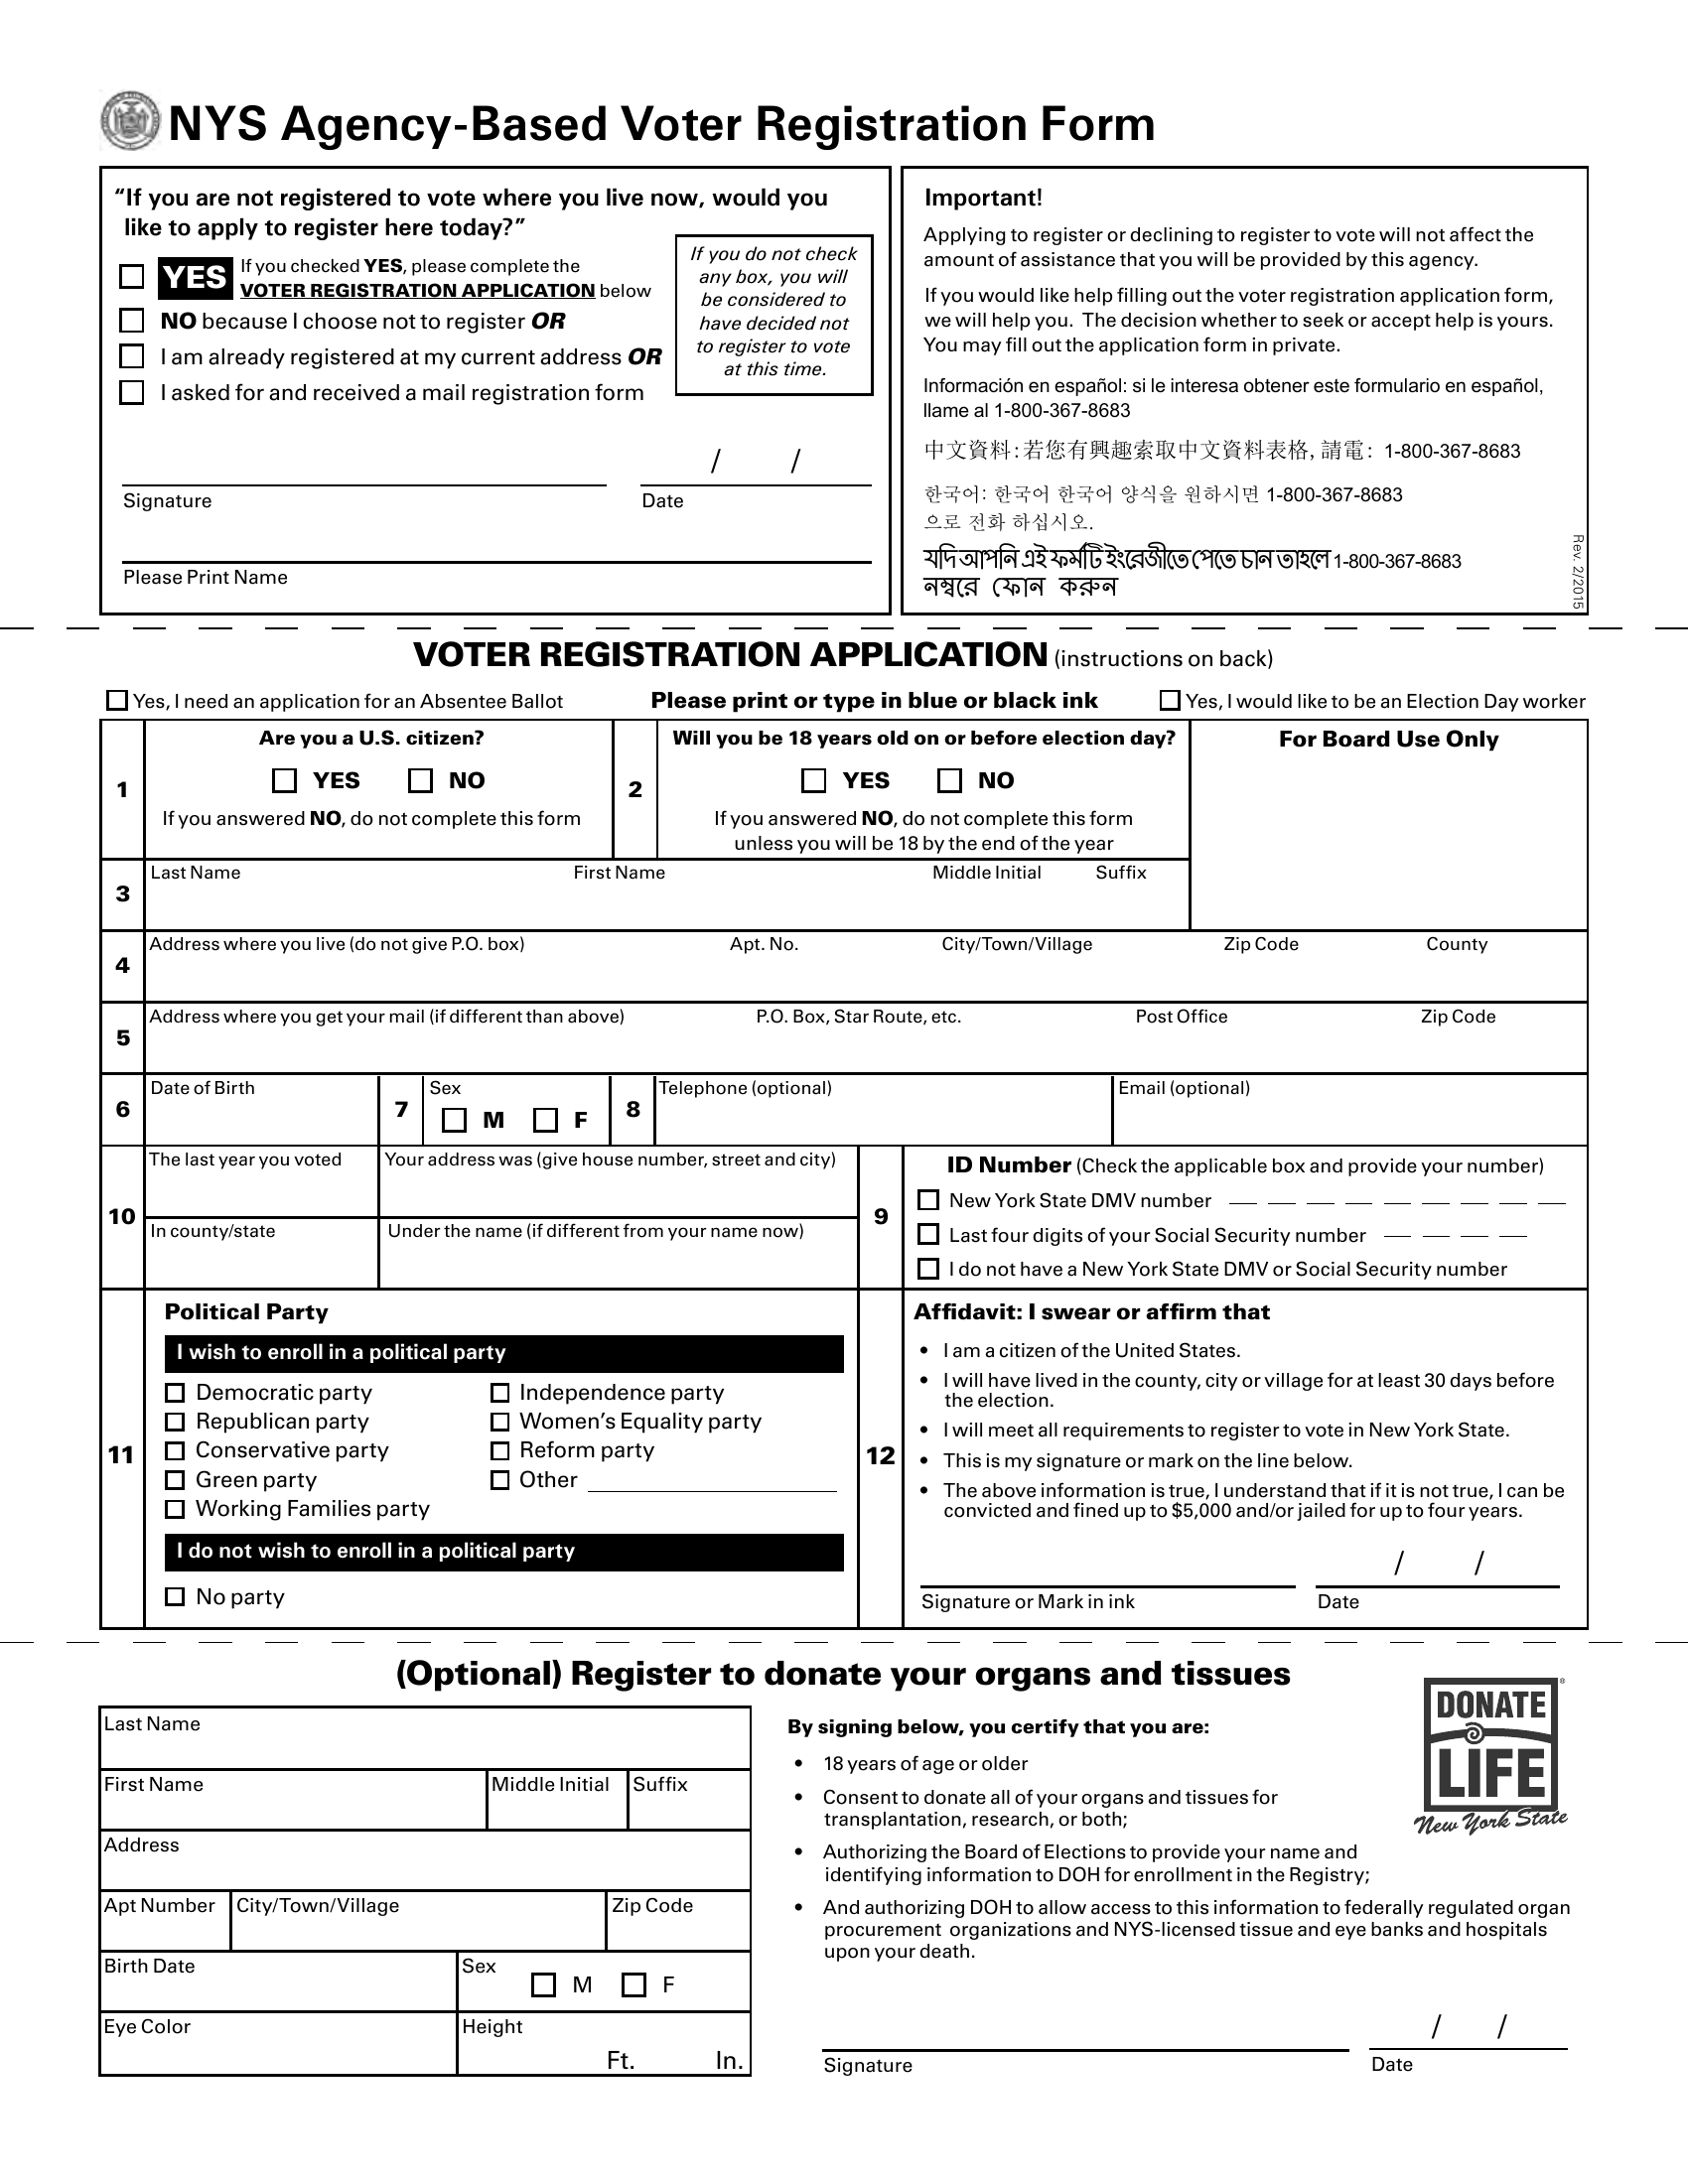 NYS Agency-Based Voter Registration Form
“If you are not registered to vote where you live now, would you
like to apply to register here today?”
YES If you checked YES, please complete the
VOTER REGISTRATION APPLICATION below
NO because I choose not to register OR
I am already registered at my current address OR
I asked for and received a mail registration form
If you do not check
any box, you will
be considered to
have decided not
to register to vote
at this time.
/ /
Signature Date
Please Print Name
Important!
Applying to register or declining to register to vote will not affect the
amount of assistance that you will be provided by this agency.
If you would like help filling out the voter registration application form,
we will help you. The decision whether to seek or accept help is yours.
You may fill out the application form in private.
Información en español: si le interesa obtener este formulario en español,
llame al 1-800-367-8683
中文資料:若您有興趣索取中文資料表格, 請電: 1-800-367-8683
한국어: 한국어 한국어 양식을 원하시면 1-800-367-8683
으로 전화 하십시오.
যদি আপনি এই ফর্মটি ইংরেজীতে পেতে চান তাহলে 1-800-367-8683
নম্বরে ফোন করুন
Rev. 2/2015
VOTER REGISTRATION APPLICATION (instructions on back)
Yes, I need an application for an Absentee Ballot Please print or type in blue or black ink Yes, I would like to be an Election Day worker
1 Are you a U.S. citizen?
YES NO
If you answered NO, do not complete this form
2 Will you be 18 years old on or before election day?
YES NO
If you answered NO, do not complete this form
unless you will be 18 by the end of the year
For Board Use Only
3 Last Name First Name Middle Initial Suffix
4 Address where you live (do not give P.O. box) Apt. No. City/Town/Village Zip Code County
5 Address where you get your mail (if different than above) P.O. Box, Star Route, etc. Post Office Zip Code
6 Date of Birth
7 Sex
M F
8 Telephone (optional) Email (optional)
10 The last year you voted Your address was (give house number, street and city)
In county/state Under the name (if different from your name now)
9 ID Number (Check the applicable box and provide your number)
New York State DMV number
Last four digits of your Social Security number
I do not have a New York State DMV or Social Security number
11 Political Party
I wish to enroll in a political party
Democratic party Independence party
Republican party Women’s Equality party
Conservative party Reform party
Green party Other
Working Families party
I do not wish to enroll in a political party
No party
12 Affidavit: I swear or affirm that
• I am a citizen of the United States.
• I will have lived in the county, city or village for at least 30 days before
the election.
• I will meet all requirements to register to vote in New York State.
• This is my signature or mark on the line below.
• The above information is true, I understand that if it is not true, I can be
convicted and fined up to $5,000 and/or jailed for up to four years.
/ /
Signature or Mark in ink Date
(Optional) Register to donate your organs and tissues
Last Name
First Name Middle Initial Suffix
Address
Apt Number City/Town/Village Zip Code
Birth Date Sex M F
Eye Color Height
Ft. In.
By signing below, you certify that you are:
• 18 years of age or older
• Consent to donate all of your organs and tissues for
transplantation, research, or both;
• Authorizing the Board of Elections to provide your name and
identifying information to DOH for enrollment in the Registry;
• And authorizing DOH to allow access to this information to federally regulated organ
procurement organizations and NYS-licensed tissue and eye banks and hospitals
upon your death.
DONATE
LIFE
®
New York State
/ /
Signature Date